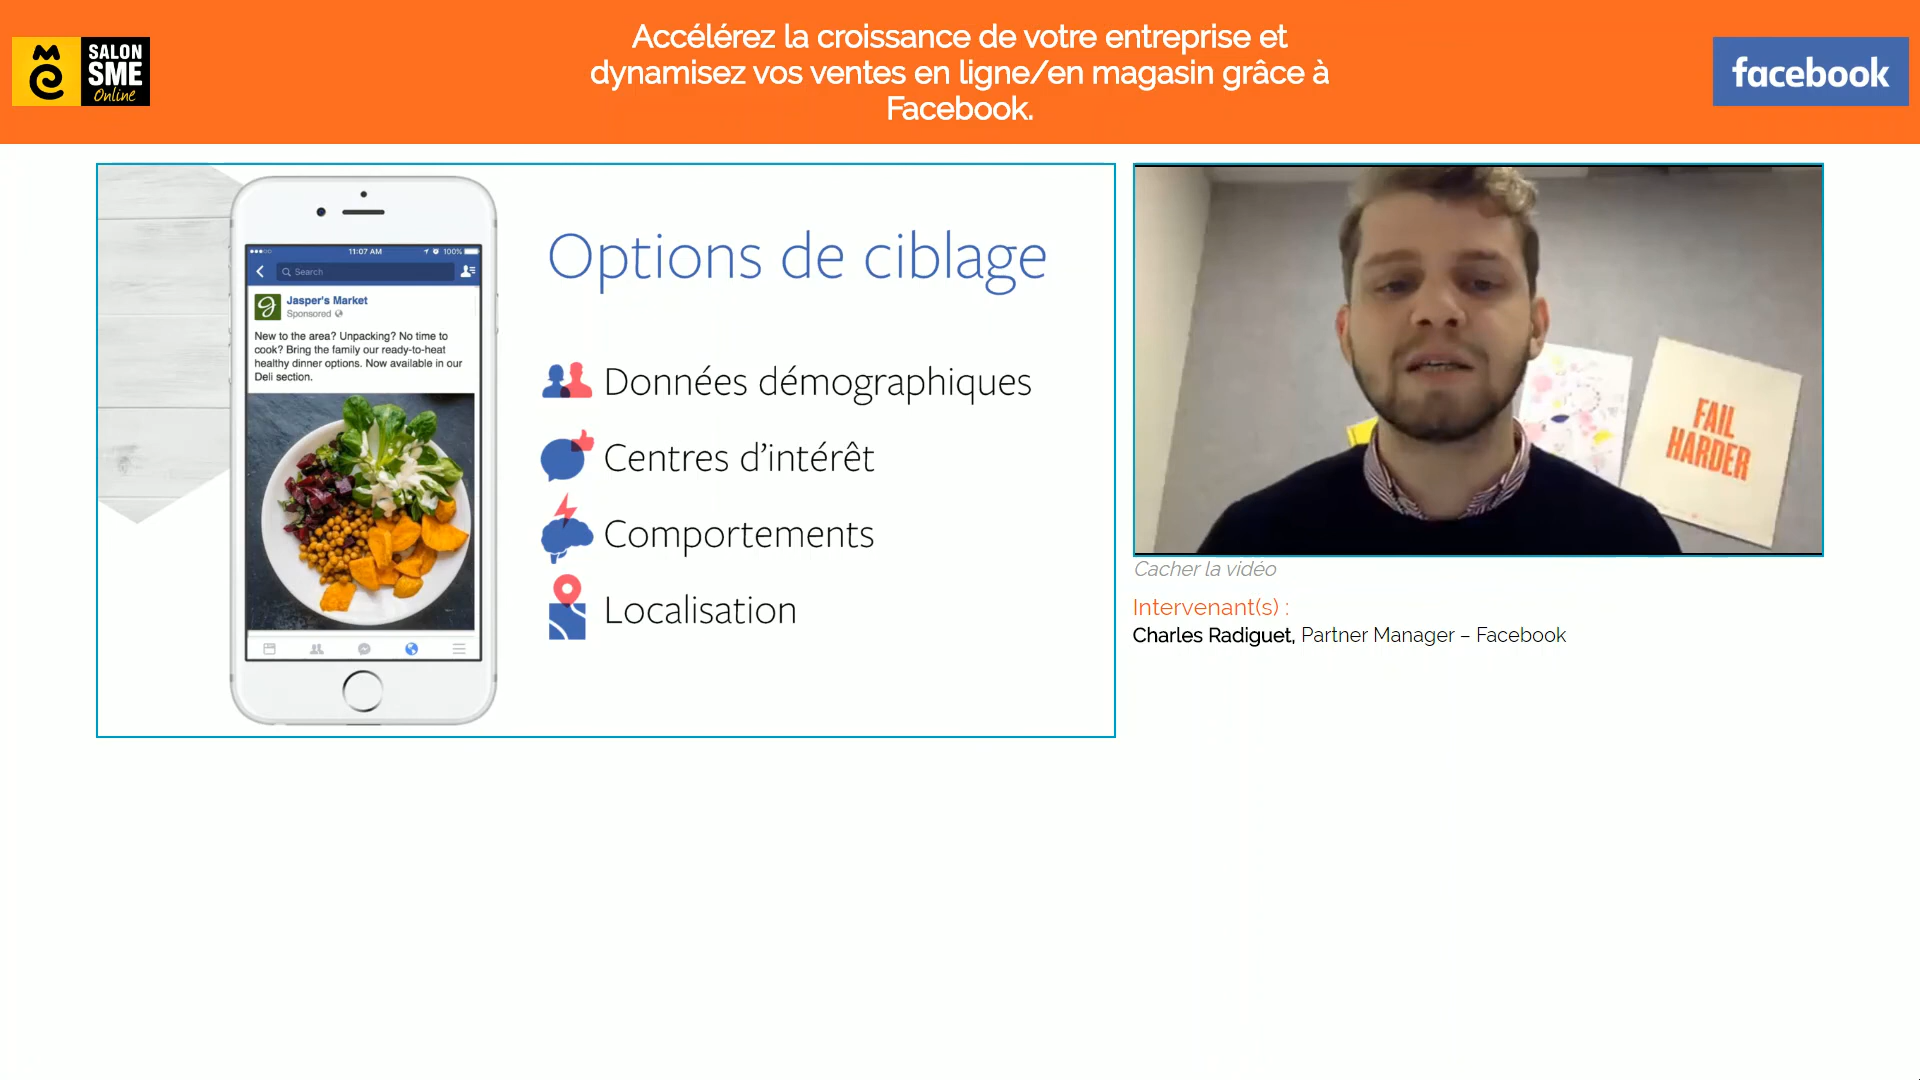 Accélérez la croissance de votre entreprise et
dynamisez vos ventes en ligne/en magasin grâce à
Facebook.
SALON
SME
Online
facebook
11:07 AM
100%
Search
Jasper's Market
Sponsored
New to the area? Unpacking? No time to
cook? Bring the family our ready-to-heat
healthy dinner options. Now available in our
Deli section.
Options de ciblage
Données démographiques
Centres d’intérêt
Comportements
Localisation
FAIL
HARDER
Cacher la vidéo
Intervenant(s) :
Charles Radiguet, Partner Manager – Facebook